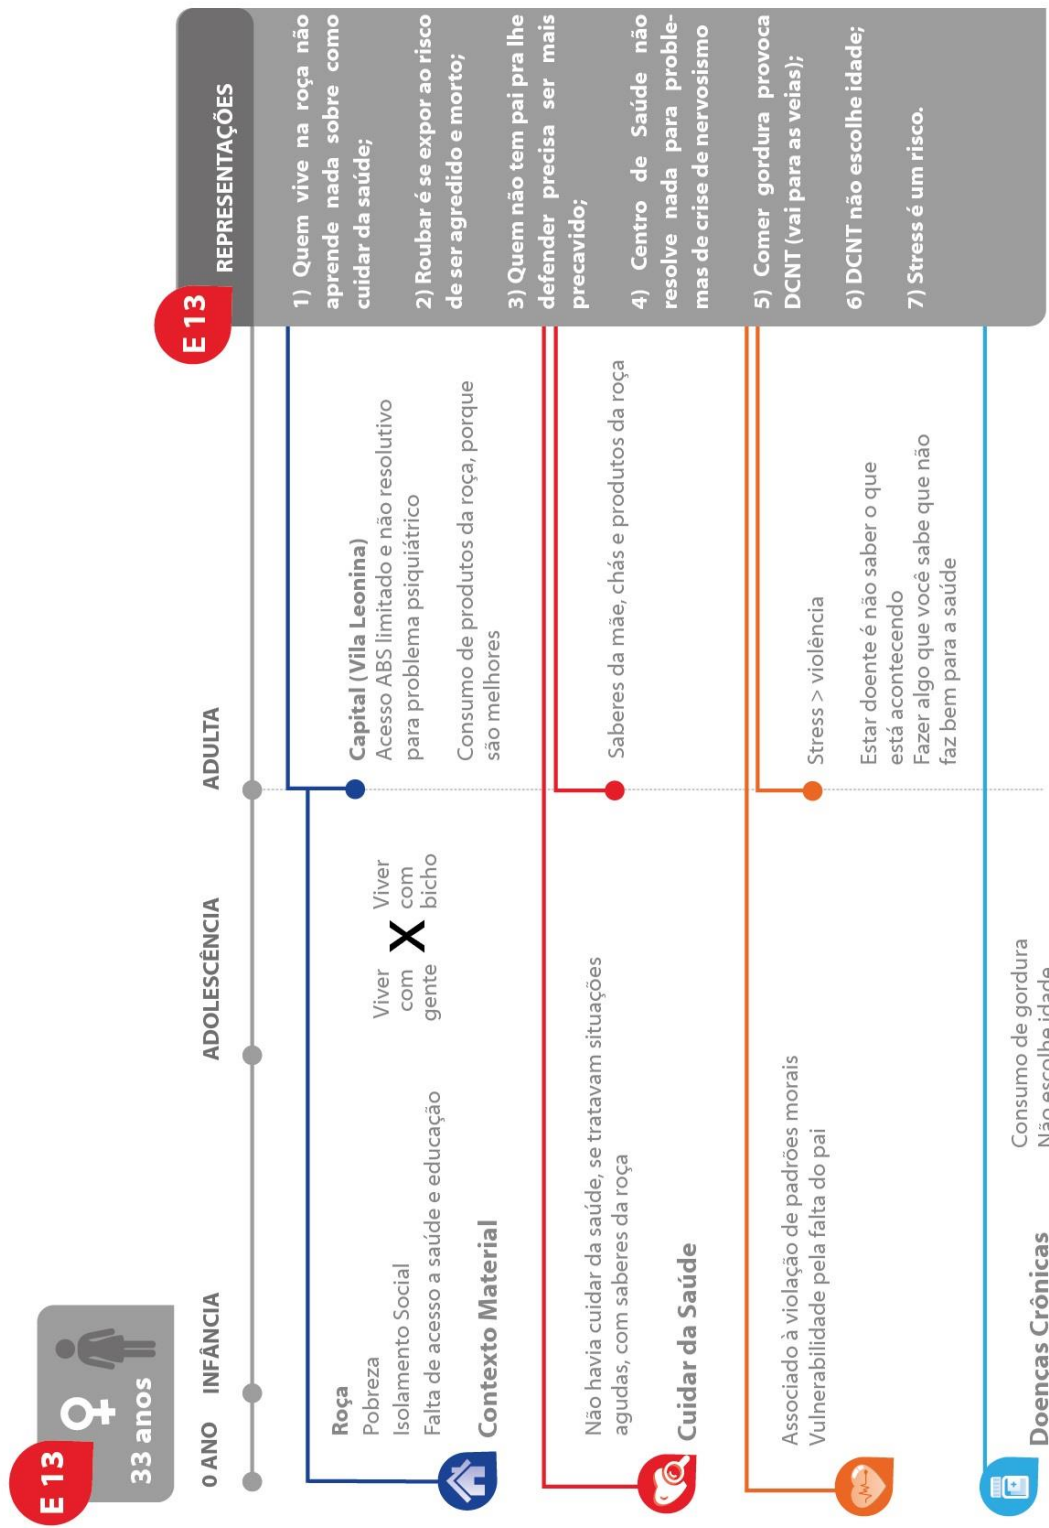 E 13
33 anos
0 ANO
INFÂNCIA
ADOLESCÊNCIA
ADULTA
Roça
Pobreza
Isolamento Social
Falta de acesso a saúde e educação
Contexto Material
Viver
com
gente
X
Viver
com
bicho
Capital (Vila Leonina)
Acesso ABS limitado e não resolutivo
para problema psiquiátrico
Consumo de produtos da roça, porque
são melhores
Não havia cuidar da saúde, se tratavam situações
agudas, com saberes da roça
Cuidar da Saúde
Saberes da mãe, chás e produtos da roça
Associado à violação de padrões morais
Vulnerabilidade pela falta do pai
Stress > violência
Estar doente é não saber o que
está acontecendo
Fazer algo que você sabe que não
faz bem para a saúde
Doenças Crônicas
Consumo de gordura
Não escolhe idade
E 13
REPRESENTAÇÕES
1) Quem vive na roça não
aprende nada sobre como
cuidar da saúde;
2) Roubar é se expor ao risco
de ser agredido e morto;
3) Quem não tem pai pra lhe
defender precisa ser mais
precavido;
4) Centro de Saúde não
resolve nada para proble-
mas de crise de nervosismo
5) Comer gordura provoca
DCNT (vai para as veias);
6) DCNT não escolhe idade;
7) Stress é um risco.